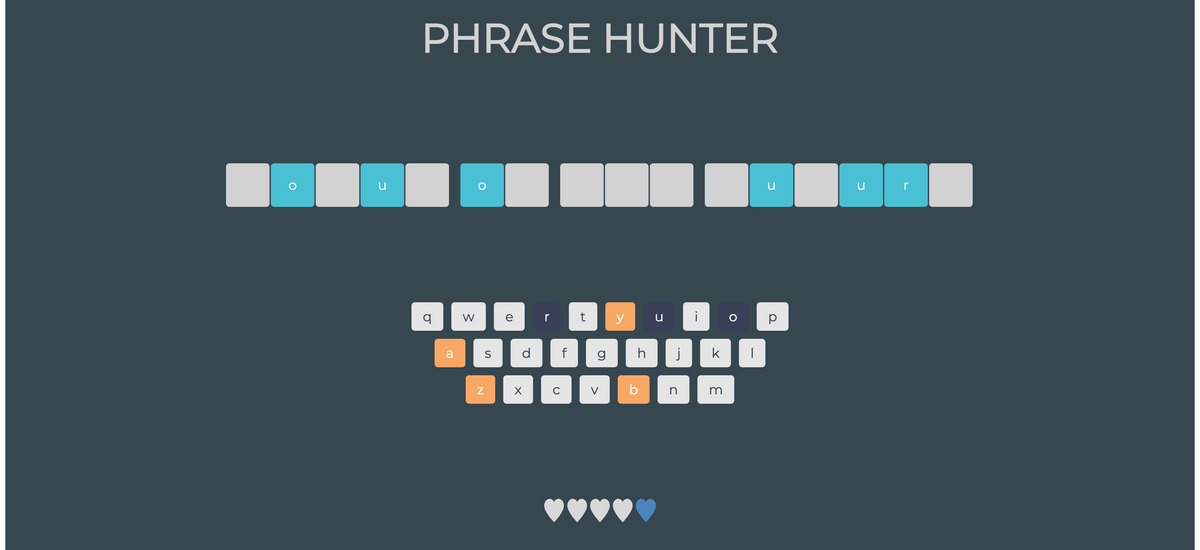 PHRASE HUNTER
o u o u u r
q w e r t y u i o p
a s d f g h j k l
z x c v b n m